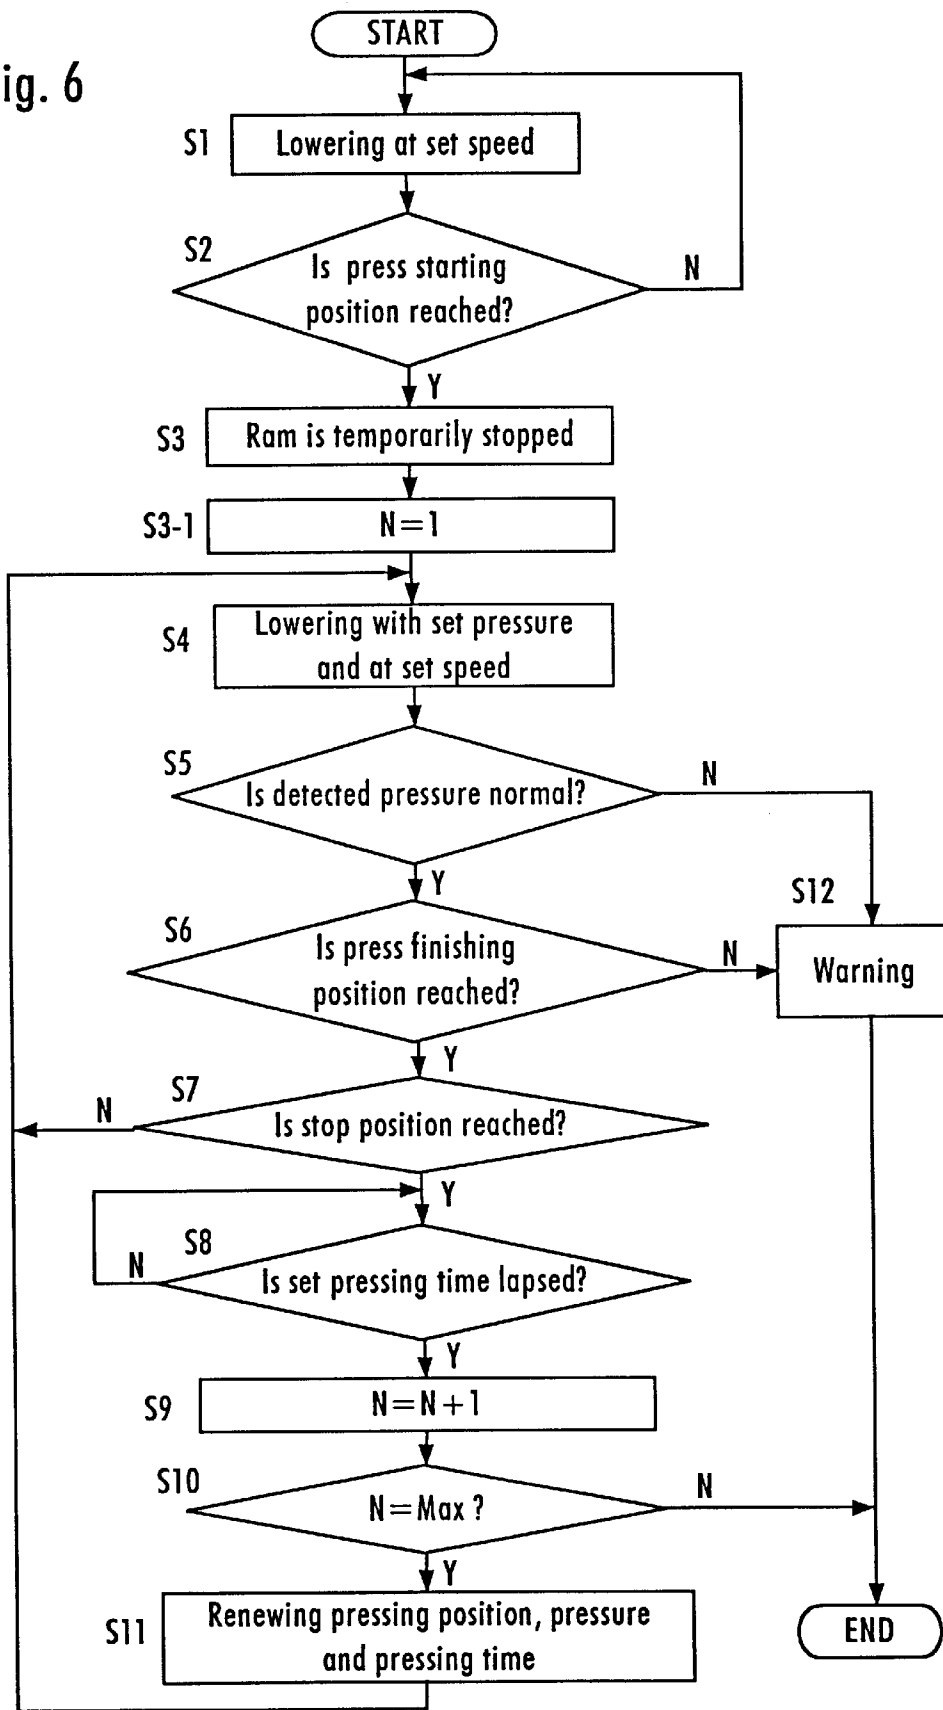 START
ig. 6
S1
Lowering at set speed
S2
Is press starting
position reached?
N
Y
S3
Ram is temporarily stopped
S3-1
N=1
S4
Lowering with set pressure
and at set speed
S5
Is detected pressure normal?
N
Y
S12
S6
Is press finishing
position reached?
N
Warning
Y
S7
N
Is stop position reached?
Y
S8
N
Is set pressing time lapsed?
Y
S9
N=N+1
S10
N=Max ?
N
Y
S11
Renewing pressing position, pressure
and pressing time
END